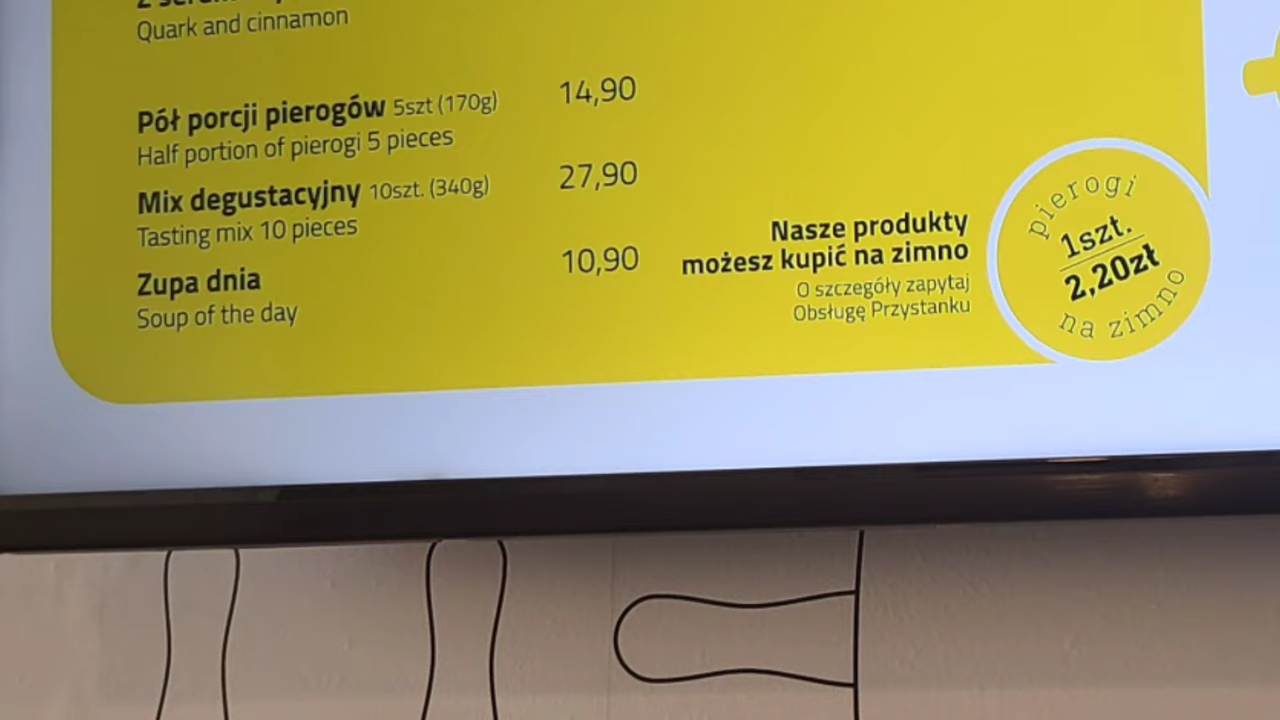 Quark and cinnamon
Pół porcji pierogów 5szt (170g) 14,90
Half portion of pierogi 5 pieces
Mix degustacyjny 10szt. (340g) 27,90
Tasting mix 10 pieces
Zupa dnia 10,90
Soup of the day
Nasze produkty
możesz kupić na zimno
O szczegóły zapytaj
Obsługę Przystanku
pierogi
1szt.
2,20zł
na zimno